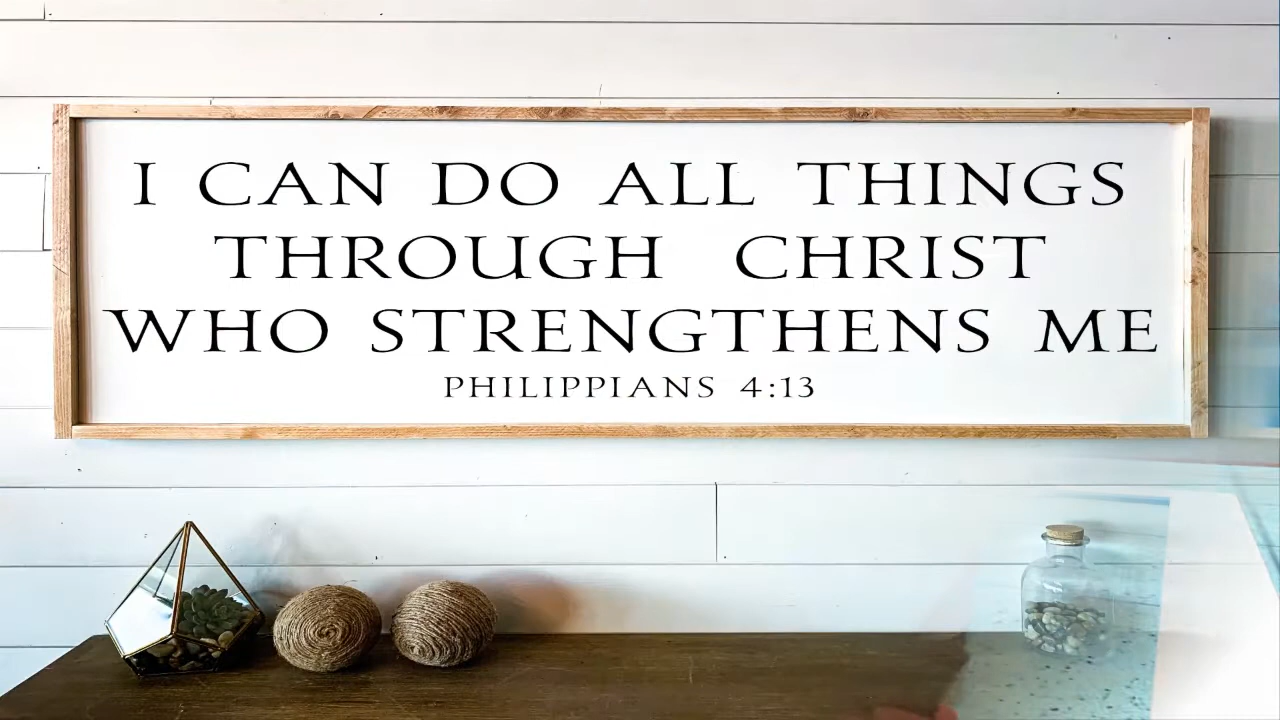 I CAN DO ALL THINGS
THROUGH CHRIST
WHO STRENGTHENS ME
PHILIPPIANS 4:13